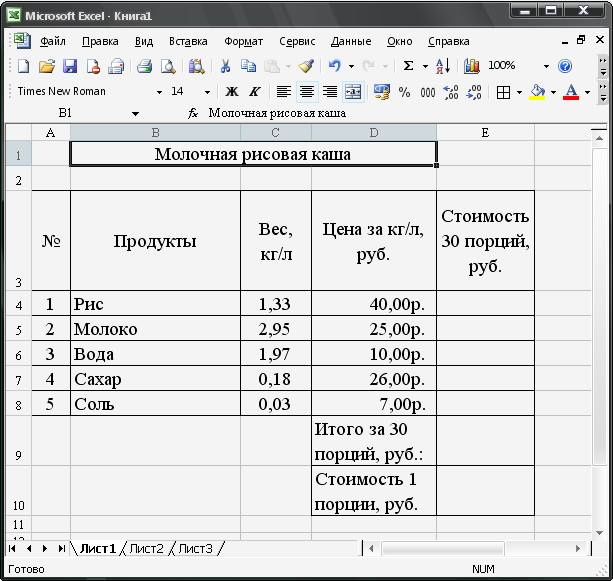 Microsoft Excel - Книга1
Файл Правка Вид Вставка Формат Сервис Данные Окно Справка
100%
Times New Roman 14 Ж К % 000
B1 fx Молочная рисовая каша
A B C D E
1 Молочная рисовая каша
2
3 № Продукты Вес, кг/л Цена за кг/л, руб. Стоимость 30 порций, руб.
4 1 Рис 1,33 40,00р.
5 2 Молоко 2,95 25,00р.
6 3 Вода 1,97 10,00р.
7 4 Сахар 0,18 26,00р.
8 5 Соль 0,03 7,00р.
9 Итого за 30 порций, руб.:
10 Стоимость 1 порции, руб.
11
Лист1 Лист2 Лист3
Готово NUM